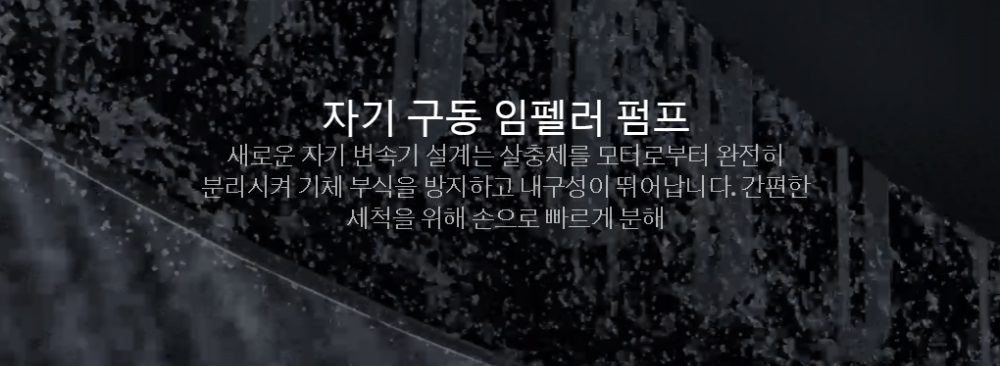 자기 구동 임펠러 펌프
새로운 자기 변속기 설계는 살충제를 모터로부터 완전히
분리시켜 기체 부식을 방지하고 내구성이 뛰어납니다. 간편한
세척을 위해 손으로 빠르게 분해